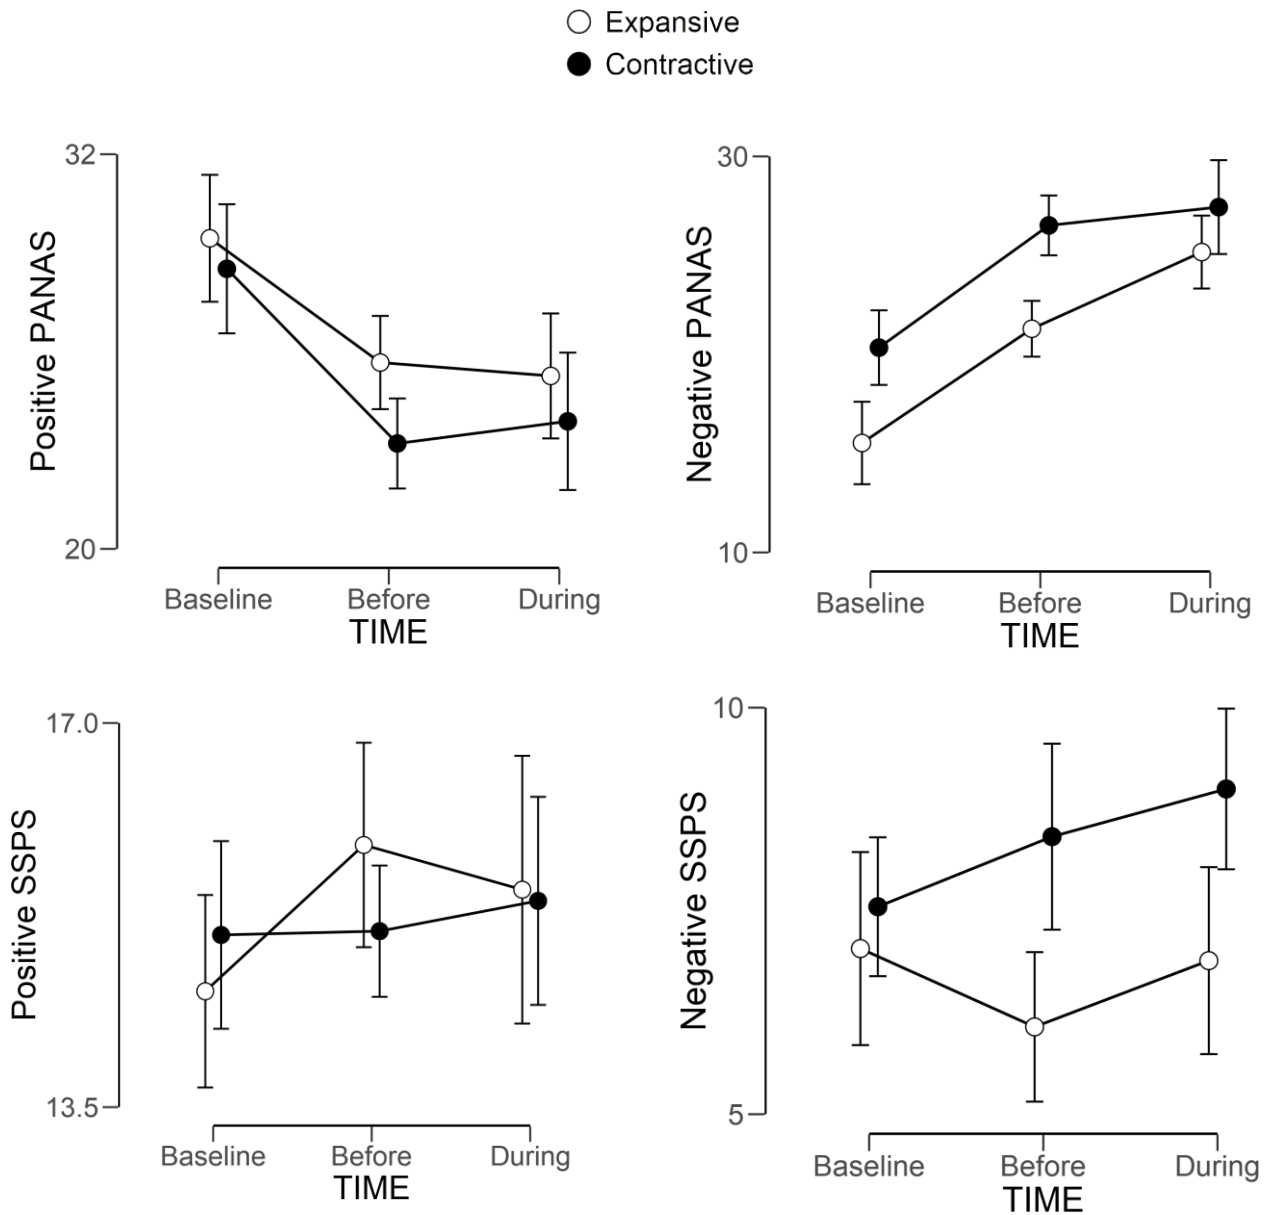 Expansive
Contractive
32
Positive PANAS
20
Baseline Before During
TIME
30
Negative PANAS
10
Baseline Before During
TIME
17.0
Positive SSPS
13.5
Baseline Before During
TIME
10
Negative SSPS
5
Baseline Before During
TIME